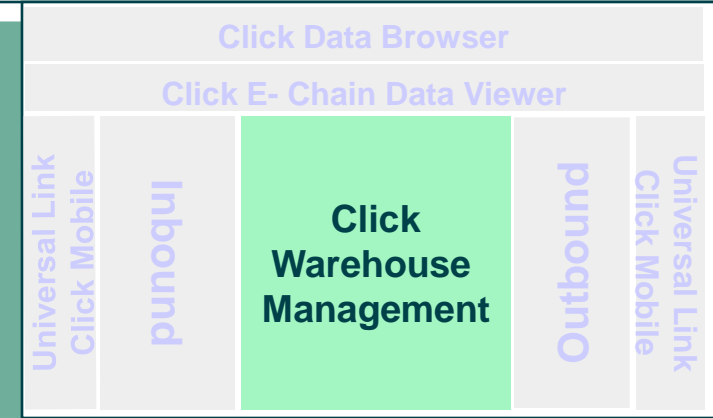 Click Data Browser
Click E- Chain Data Viewer
Universal Link
Click Mobile
Inbound
Click
Warehouse
Management
Outbound
Universal Link
Click Mobile